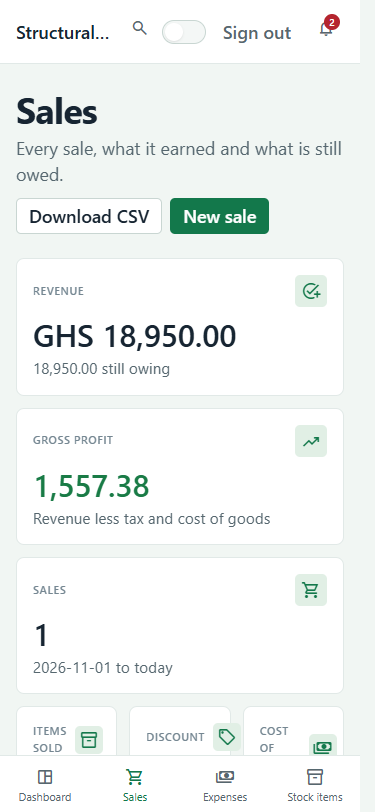 Structural...
Sign out
2
Sales
Every sale, what it earned and what is still
owed.
Download CSV
New sale
REVENUE
GHS 18,950.00
18,950.00 still owing
GROSS PROFIT
1,557.38
Revenue less tax and cost of goods
SALES
1
2026-11-01 to today
ITEMS
SOLD
DISCOUNT
COST
OF
Dashboard
Sales
Expenses
Stock items